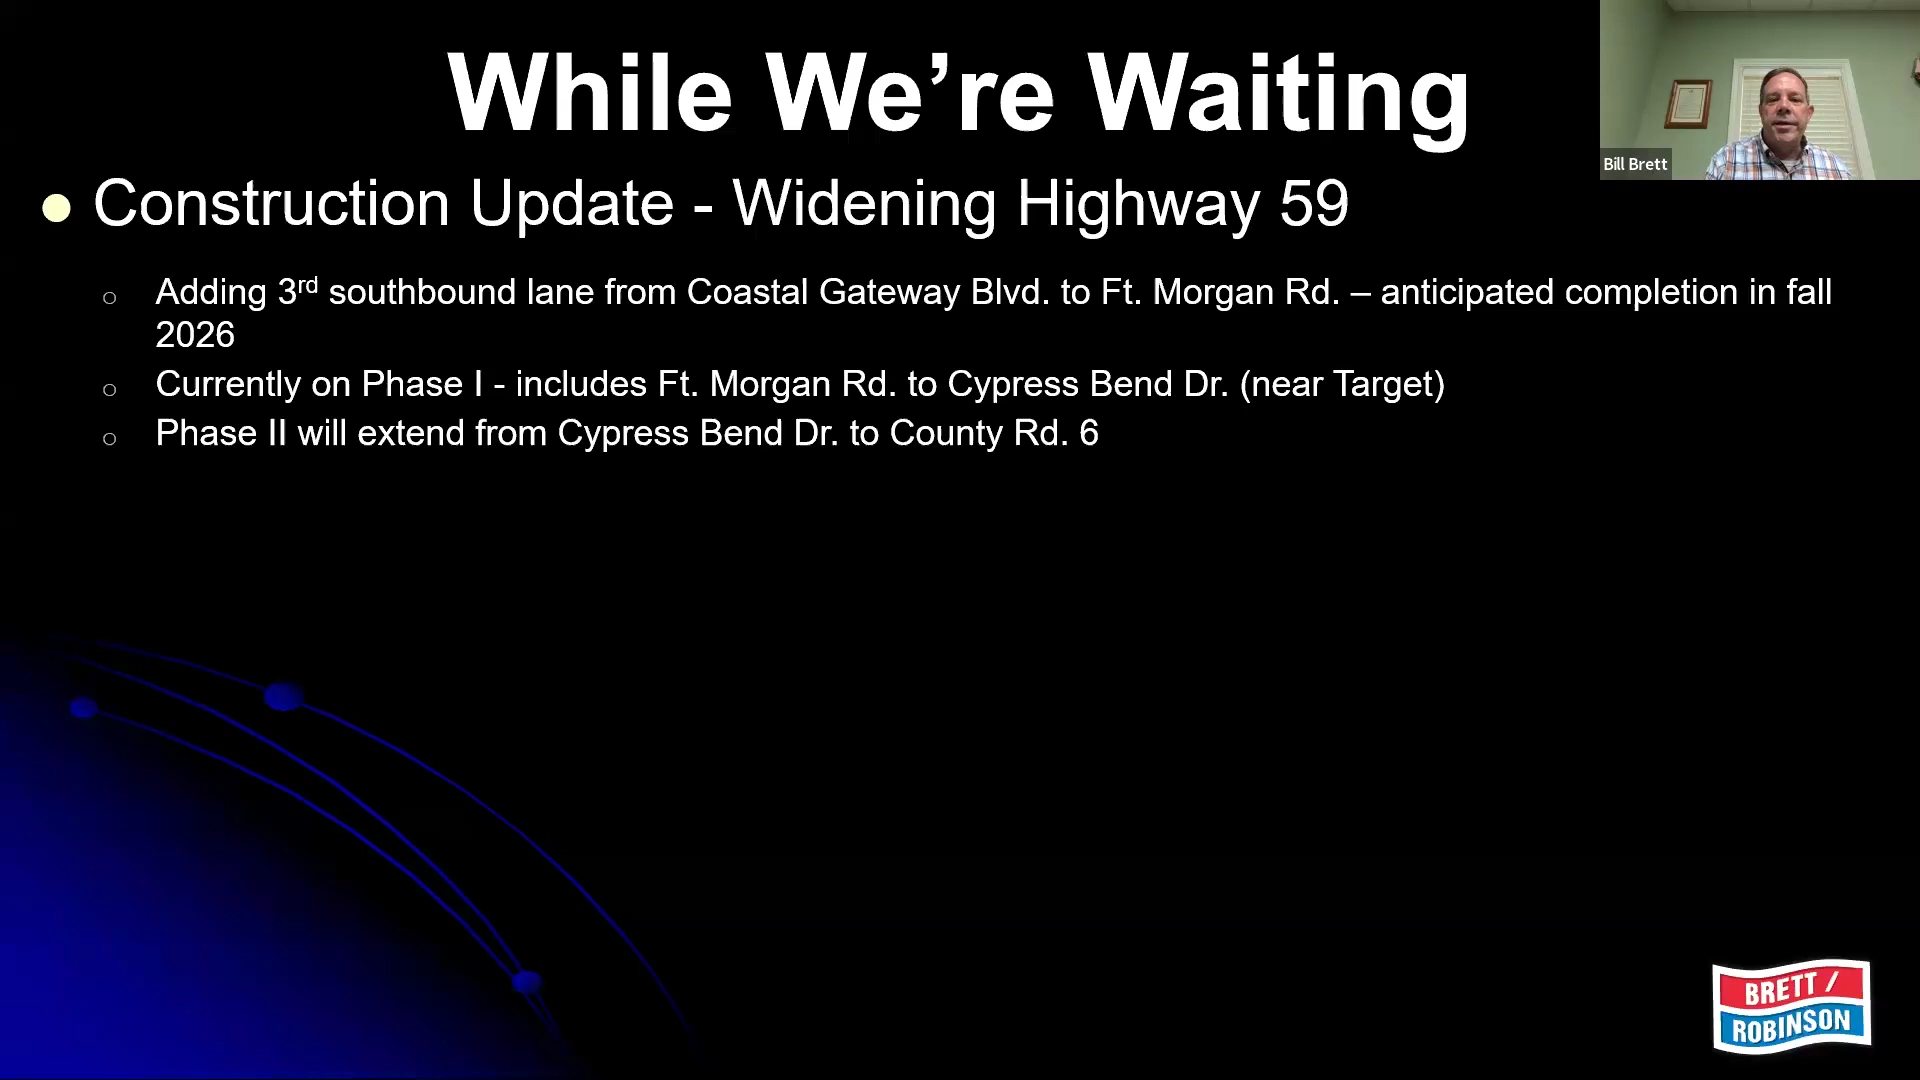 While We’re Waiting
Bill Brett
● Construction Update - Widening Highway 59
○ Adding 3rd southbound lane from Coastal Gateway Blvd. to Ft. Morgan Rd. – anticipated completion in fall
2026
○ Currently on Phase I - includes Ft. Morgan Rd. to Cypress Bend Dr. (near Target)
○ Phase II will extend from Cypress Bend Dr. to County Rd. 6
BRETT /
ROBINSON